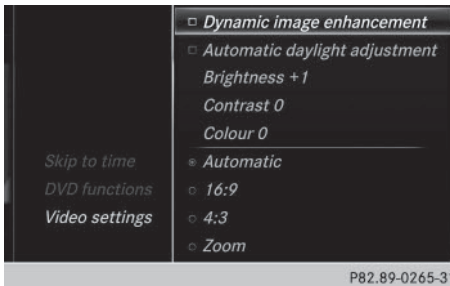 Dynamic image enhancement
Automatic daylight adjustment
Brightness +1
Contrast 0
Colour 0
Skip to time
Automatic
DVD functions
16:9
Video settings
4:3
Zoom
P82.89-0265-31